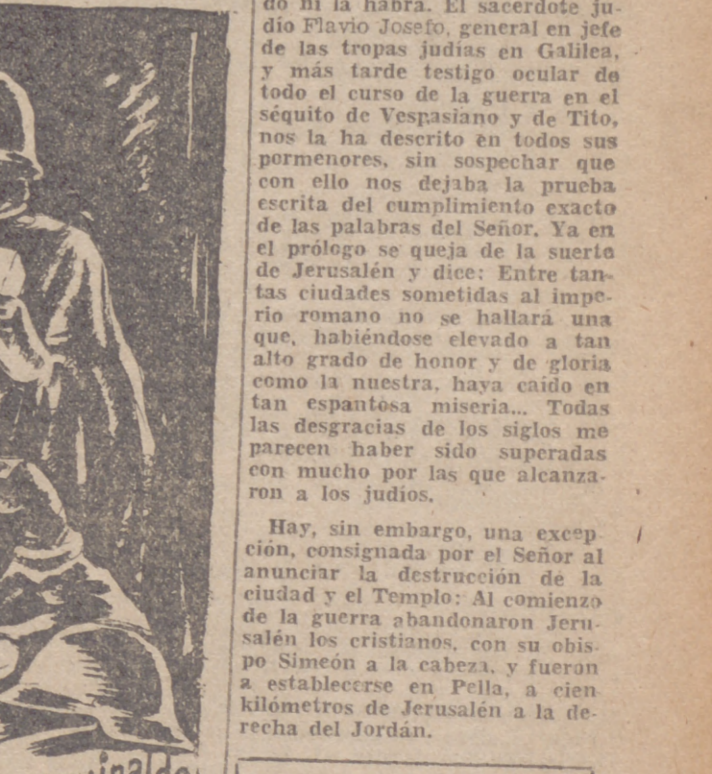 do ni la habrá. El sacerdote ju-
dío Flavio Josefo, general en jefe
de las tropas judías en Galilea,
y más tarde testigo ocular de
todo el curso de la guerra en el
séquito de Vespasiano y de Tito,
nos la ha descrito en todos sus
pormenores, sin sospechar que
con ello nos dejaba la prueba
escrita del cumplimiento exacto
de las palabras del Señor. Ya en
el prólogo se queja de la suerte
de Jerusalén y dice: Entre tan-
tas ciudades sometidas al impe-
rio romano no se hallará una
que, habiéndose elevado a tan
alto grado de honor y de gloria
como la nuestra, haya caído en
tan espantosa miseria... Todas
las desgracias de los siglos me
parecen haber sido superadas
con mucho por las que alcanza-
ron a los judíos.
Hay, sin embargo, una excep
ción, consignada por el Señor al
anunciar la destrucción de la
ciudad y el Templo: Al comienzo
de la guerra abandonaron Jeru-
salén los cristianos, con su obis-
po Simeón a la cabeza, y fueron
a establecerse en Pella, a cien
kilómetros de Jerusalén a la de-
recha del Jordán.